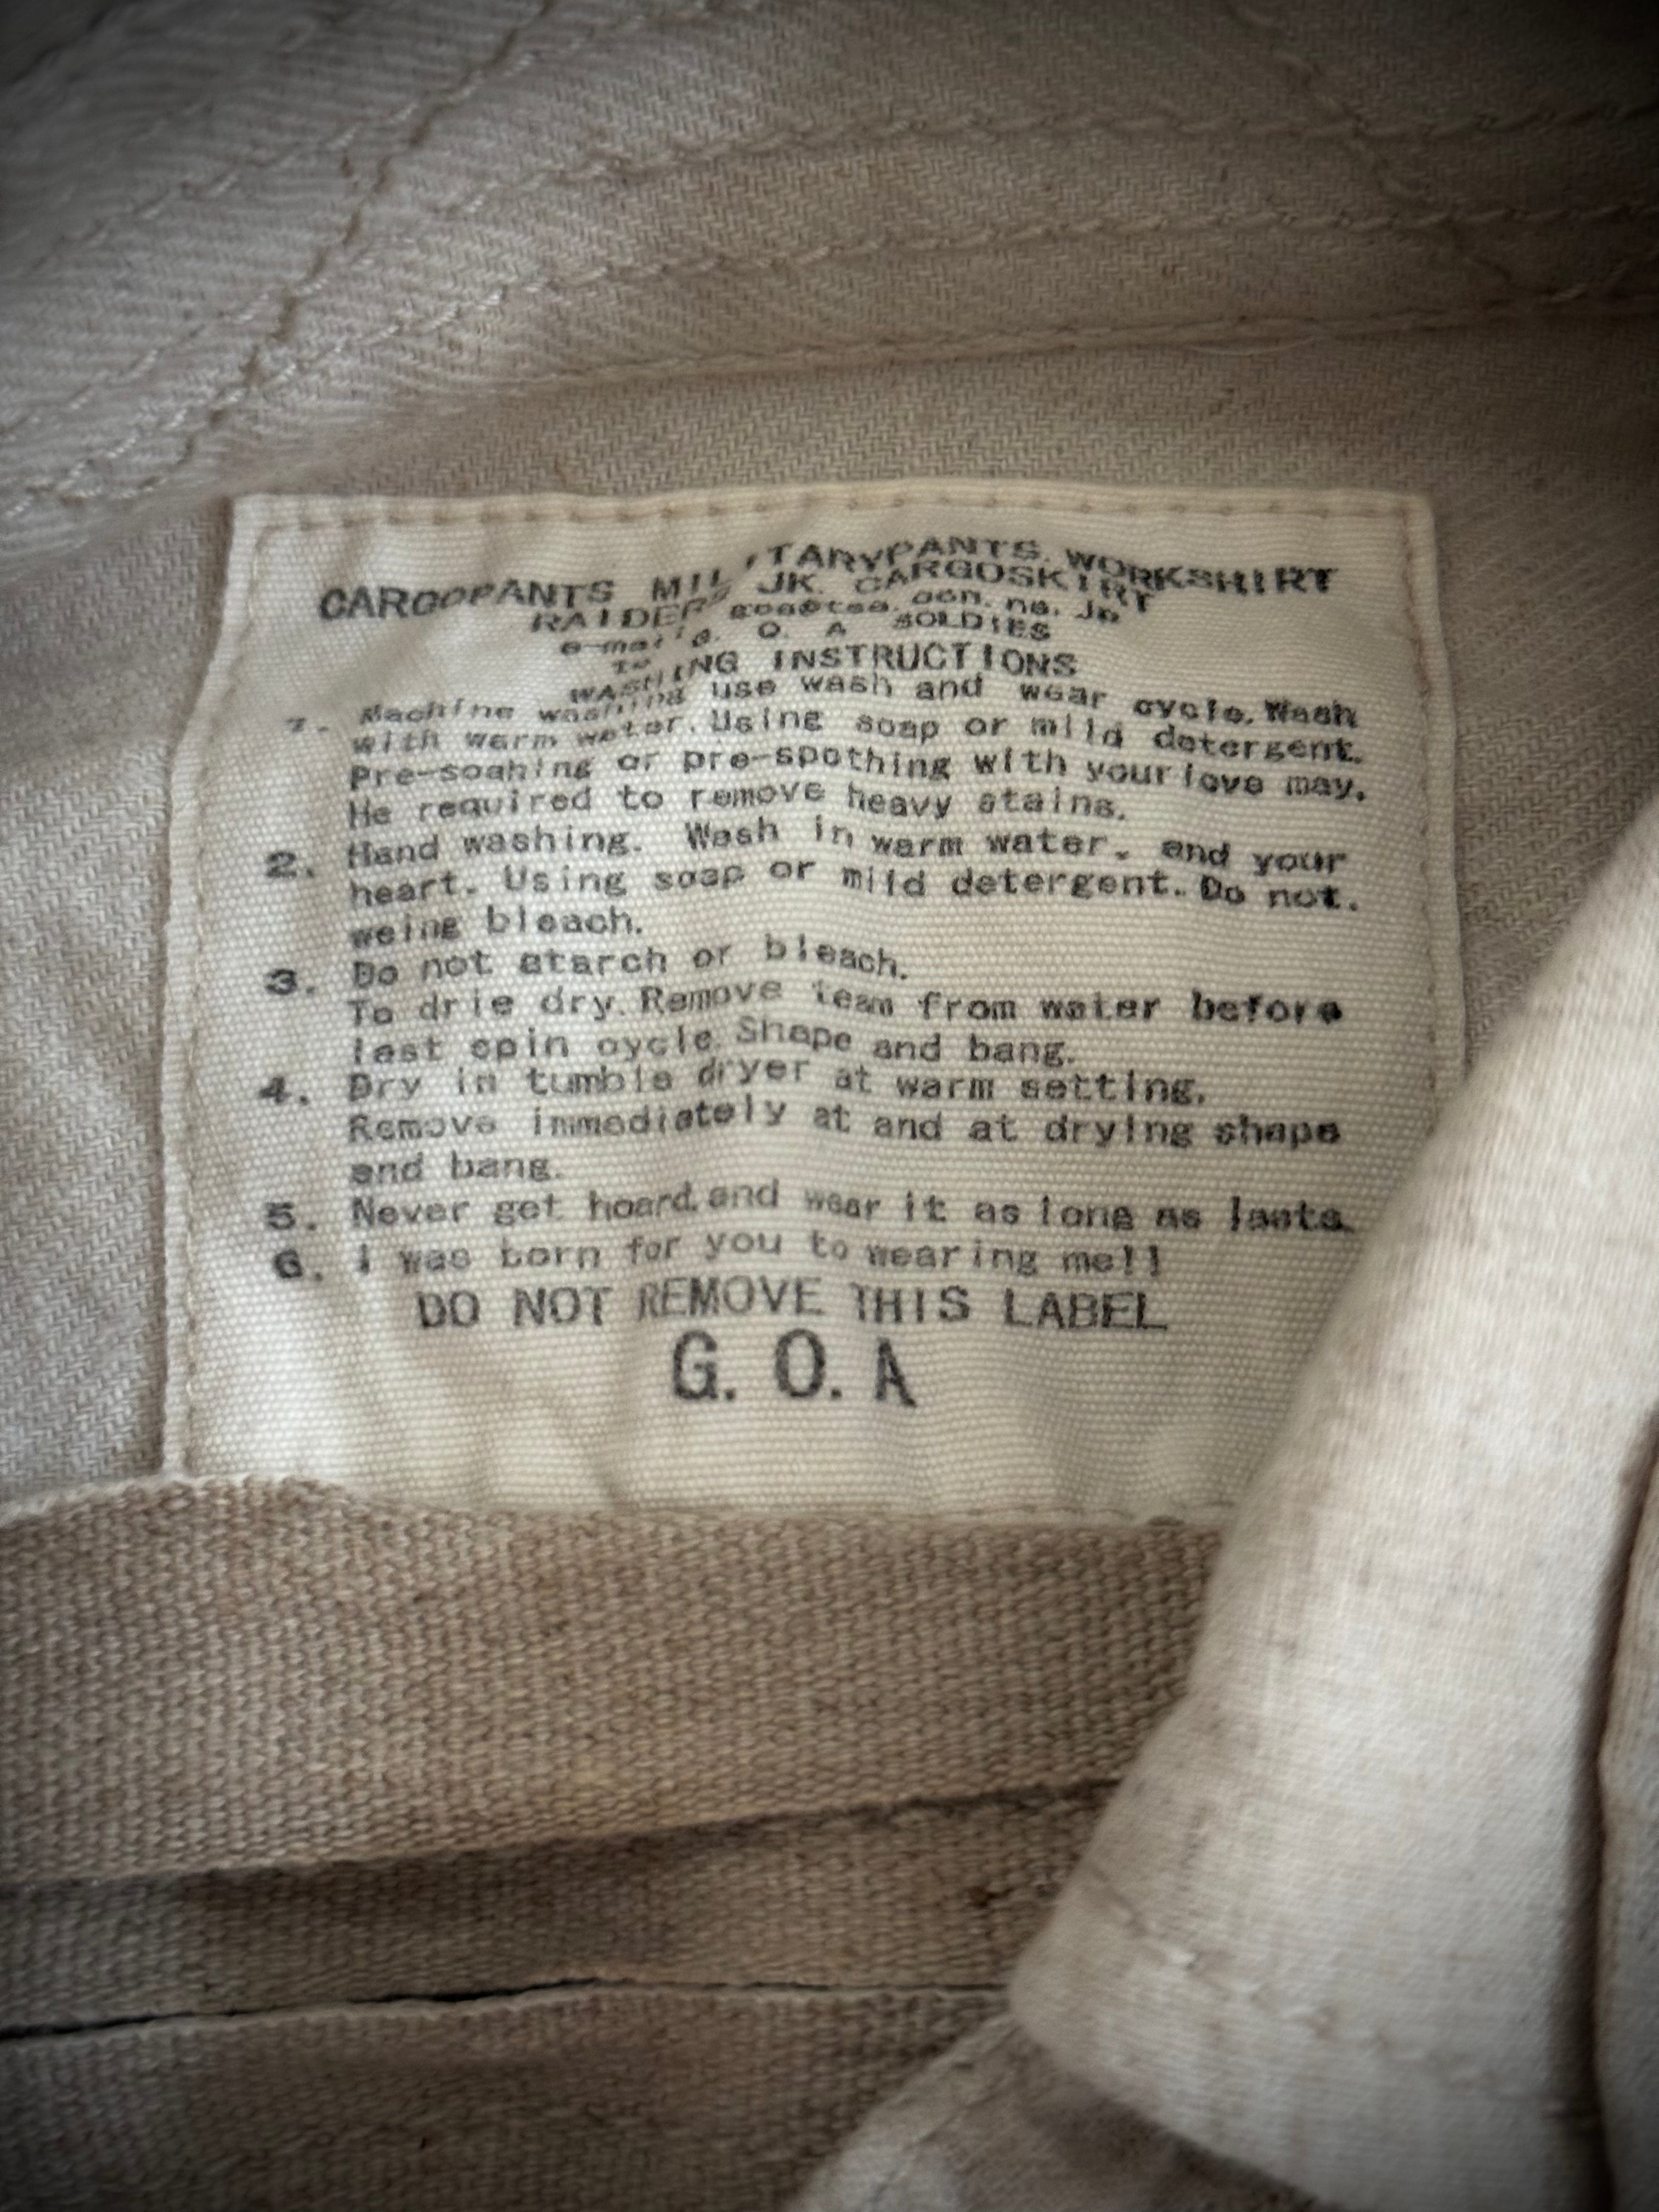 CARGOPANTS MILITARYPANTS. WORKSHIRT
RAIDERS JK. CARGOSKIRT
ne. Jp
G. O. A SOLDIES
WASHING INSTRUCTIONS
1. Machine washing use wash and wear cycle. Wash
with warm water. Using soap or mild detergent.
Pre-soahing or pre-spothing with your love may.
He required to remove heavy stains.
2. Hand washing. Wash in warm water. and your
heart. Using soap or mild detergent. Do not.
weing bleach.
3. Do not starch or bleach.
To drie dry. Remove team from water before
last spin cycle. Shape and bang.
4. Dry in tumble dryer at warm setting.
Remove immediately at and at drying shape
and bang.
5. Never get hoard. and wear it as long as lasts.
6. I was born for you to wearing me!!
DO NOT REMOVE THIS LABEL
G. O. A